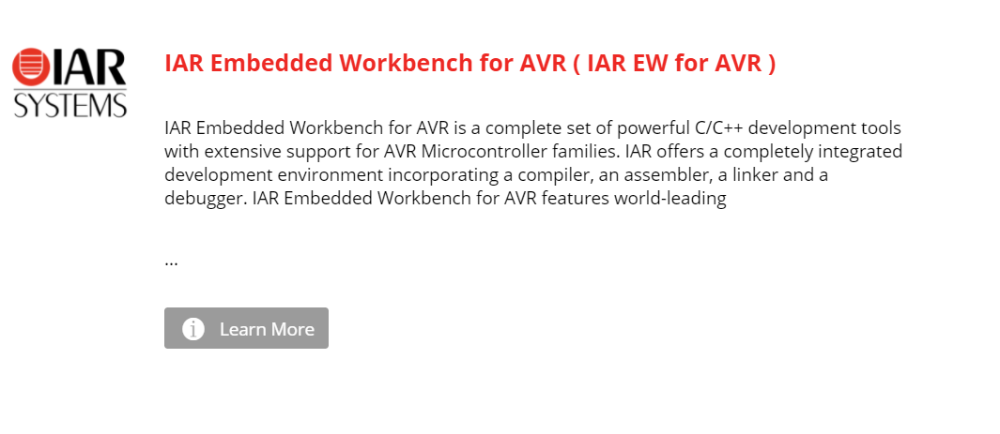 IAR
SYSTEMS
IAR Embedded Workbench for AVR ( IAR EW for AVR )
IAR Embedded Workbench for AVR is a complete set of powerful C/C++ development tools
with extensive support for AVR Microcontroller families. IAR offers a completely integrated
development environment incorporating a compiler, an assembler, a linker and a
debugger. IAR Embedded Workbench for AVR features world-leading
...
Learn More